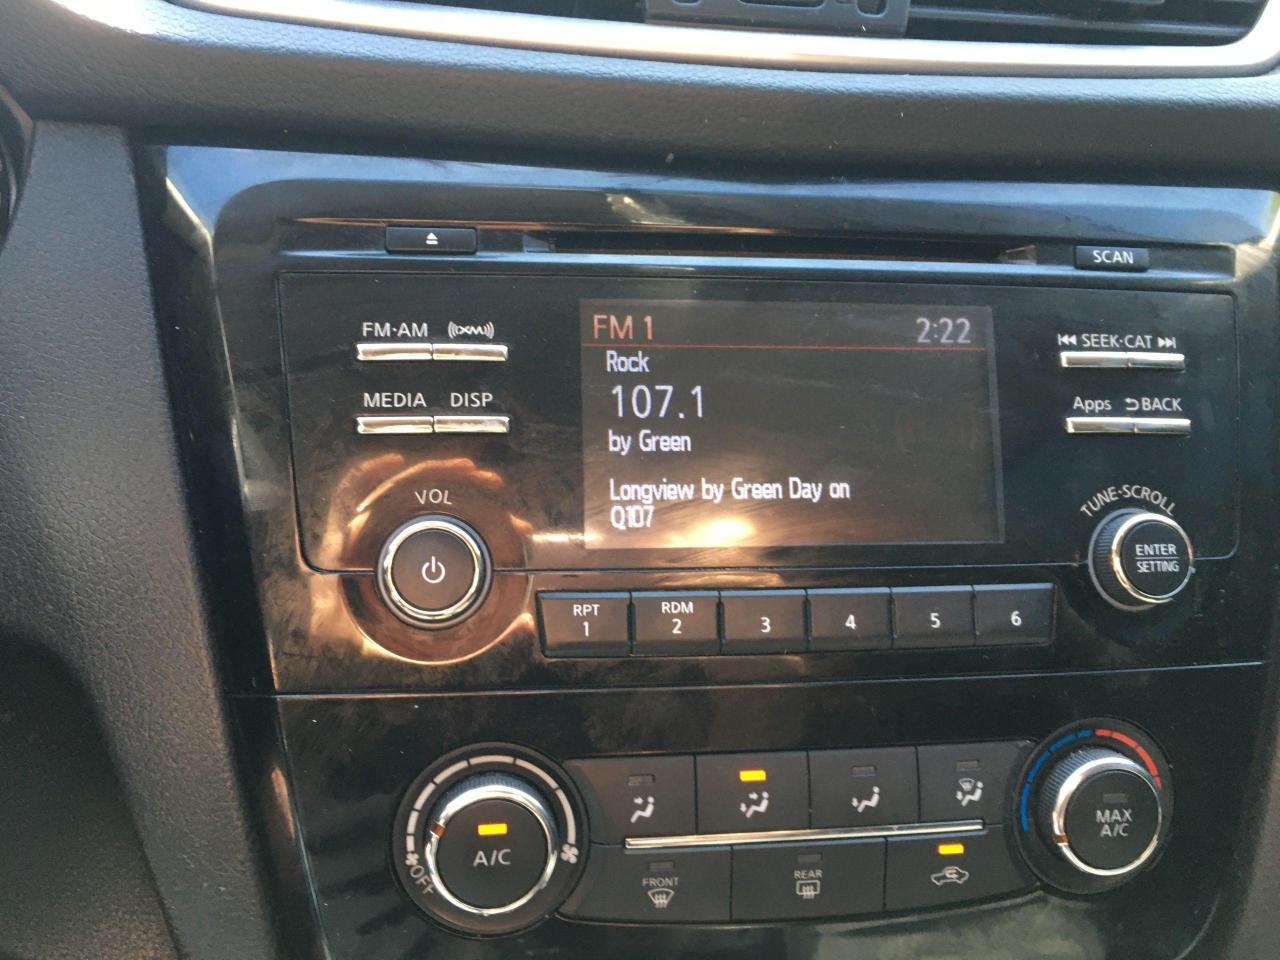 SCAN
FM·AM
FM 1 2:22
SEEK·CAT
Rock
107.1
MEDIA DISP
Apps BACK
by Green
Longview by Green Day on
Q107
VOL
TUNE·SCROLL
ENTER
SETTING
RPT
1
RDM
2
3
4
5
6
A/C
OFF
MAX
A/C
FRONT
REAR